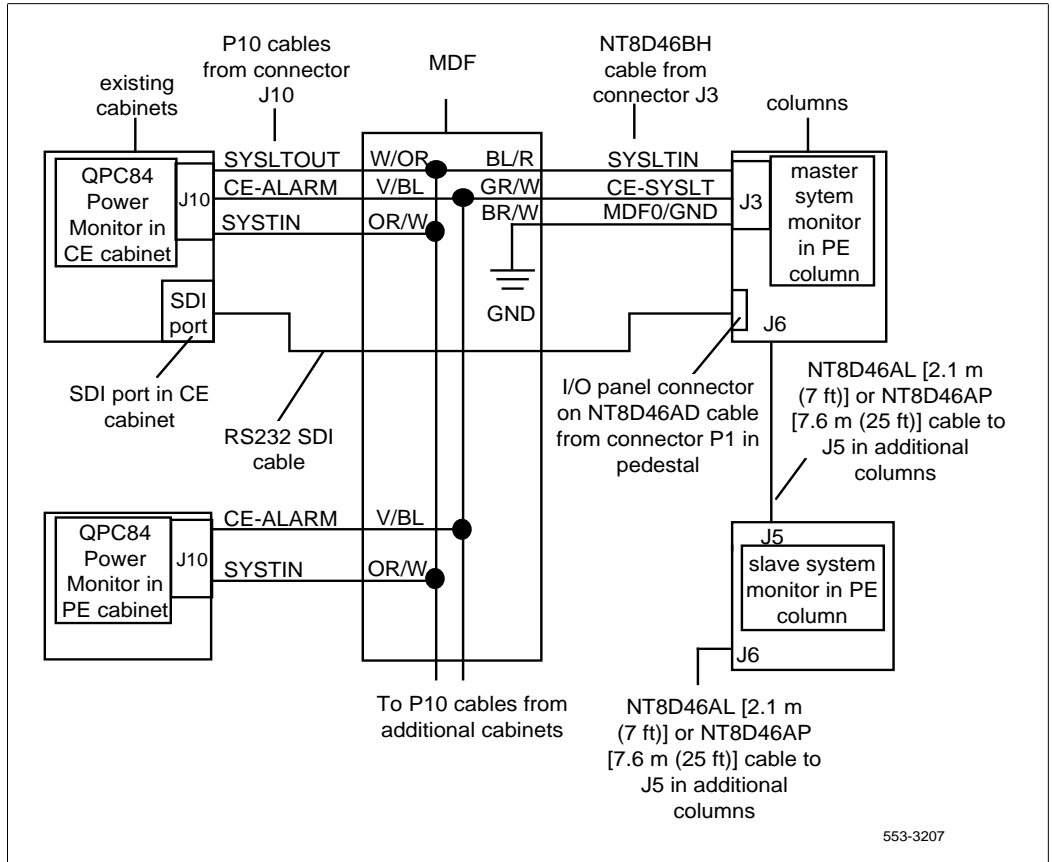 P10 cables
from connector
J10
MDF
NT8D46BH
cable from
connector J3
existing
cabinets
columns
QPC84
Power
Monitor in
CE cabinet
J10
SYSLTOUT
CE-ALARM
SYSTIN
W/OR
V/BL
OR/W
BL/R
GR/W
BR/W
SYSLTIN
CE-SYSLT
MDF0/GND
J3
master
sytem
monitor
in PE
column
GND
SDI
port
J6
SDI port in CE
cabinet
RS232 SDI
cable
I/O panel connector
on NT8D46AD cable
from connector P1 in
pedestal
NT8D46AL [2.1 m
(7 ft)] or NT8D46AP
[7.6 m (25 ft)] cable to
J5 in additional
columns
QPC84
Power
Monitor in
PE cabinet
J10
CE-ALARM
SYSTIN
V/BL
OR/W
J5
slave system
monitor in PE
column
J6
To P10 cables from
additional cabinets
NT8D46AL [2.1 m
(7 ft)] or NT8D46AP
[7.6 m (25 ft)] cable to
J5 in additional
columns
553-3207